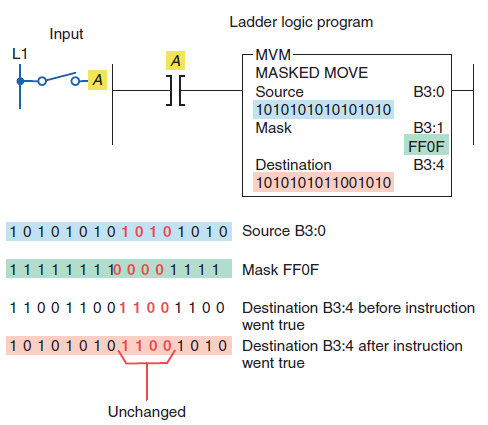 Ladder logic program
Input
L1
A
A
MVM
MASKED MOVE
Source B3:0
1010101010101010
Mask B3:1
FF0F
Destination B3:4
1010101011001010
1 0 1 0 1 0 1 0 1 0 1 0 1 0 1 0 Source B3:0
1 1 1 1 1 1 1 1 0 0 0 0 1 1 1 1 Mask FF0F
1 1 0 0 1 1 0 0 1 1 0 0 1 1 0 0 Destination B3:4 before instruction
went true
1 0 1 0 1 0 1 0 1 1 0 0 1 0 1 0 Destination B3:4 after instruction
went true
Unchanged